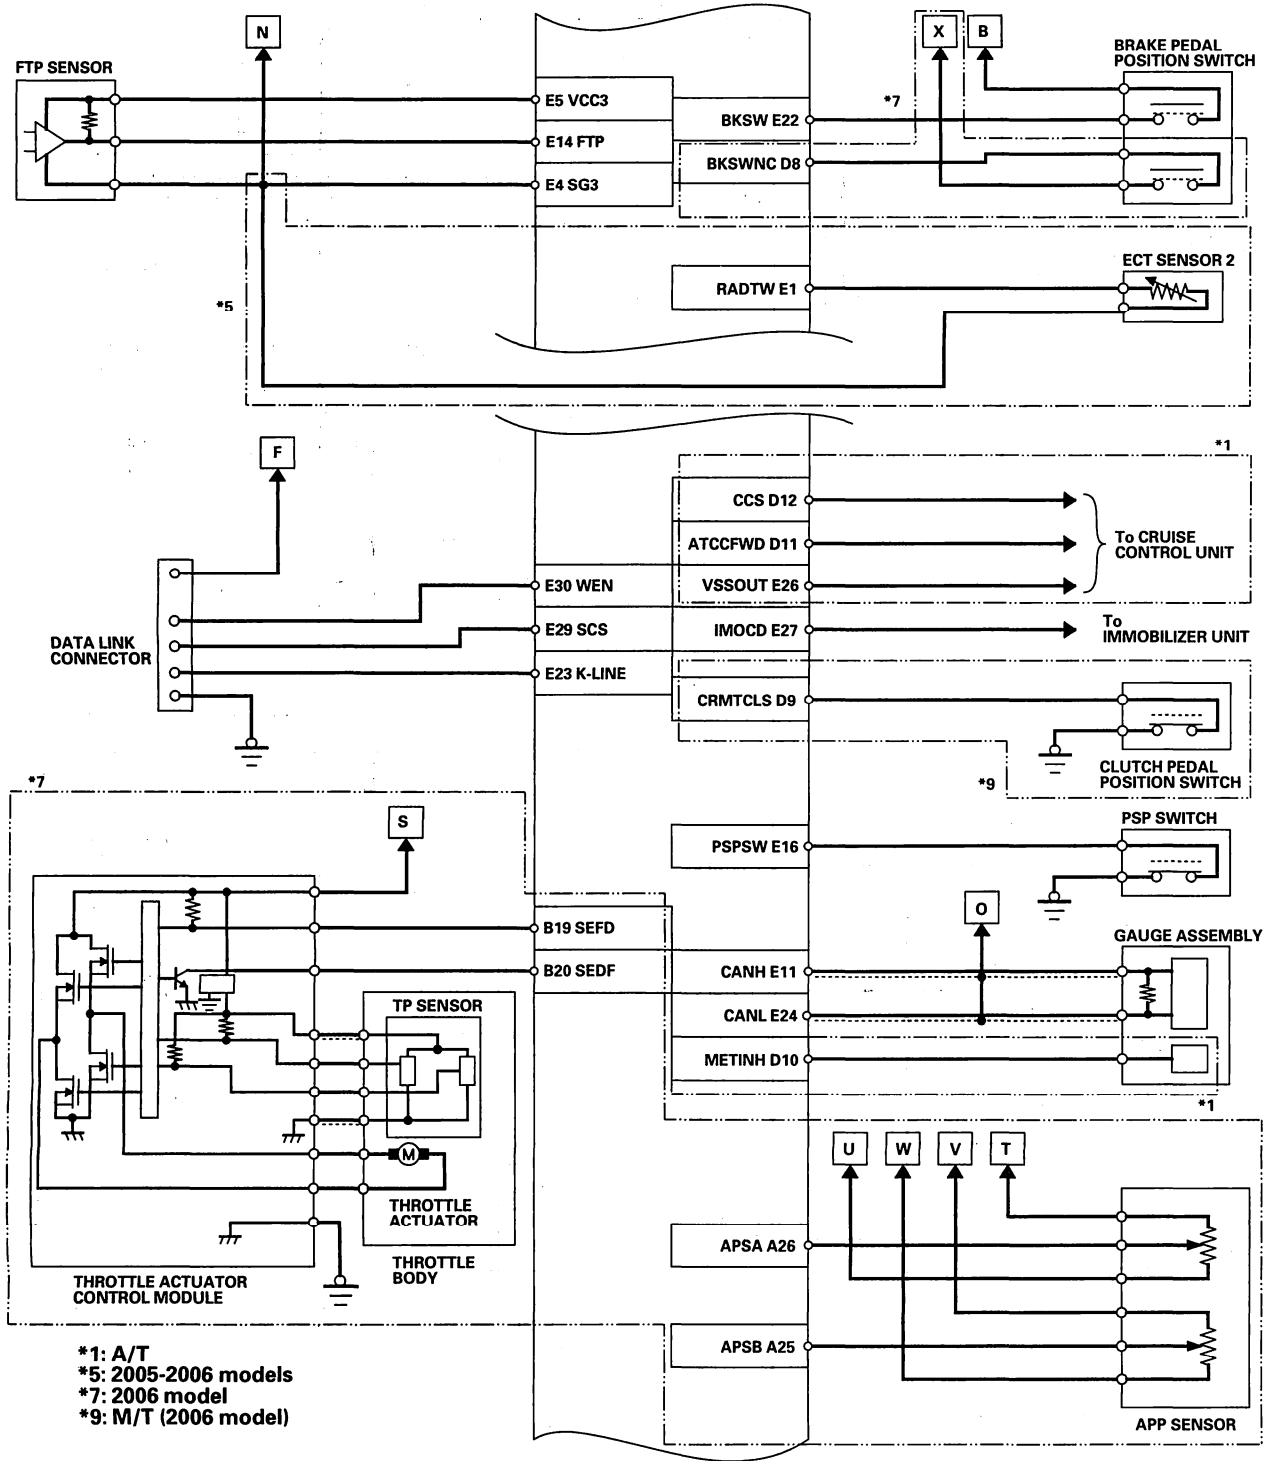 N
X
B
BRAKE PEDAL
POSITION SWITCH
FTP SENSOR
*7
E5 VCC3
BKSW E22
E14 FTP
BKSWNC D8
E4 SG3
ECT SENSOR 2
RADTW E1
*5
*1
F
CCS D12
ATCCFWD D11
To CRUISE
CONTROL UNIT
E30 WEN
VSSOUT E26
E29 SCS
IMOCD E27
To
IMMOBILIZER UNIT
DATA LINK
CONNECTOR
E23 K-LINE
CRMTCLS D9
*9
CLUTCH PEDAL
POSITION SWITCH
*7
S
PSP SWITCH
PSPSW E16
O
B19 SEFD
GAUGE ASSEMBLY
B20 SEDF
CANH E11
TP SENSOR
CANL E24
METINH D10
*1
M
U
W
V
T
THROTTLE
ACTUATOR
APSA A26
THROTTLE
BODY
THROTTLE ACTUATOR
CONTROL MODULE
APSB A25
*1: A/T
*5: 2005-2006 models
*7: 2006 model
*9: M/T (2006 model)
APP SENSOR